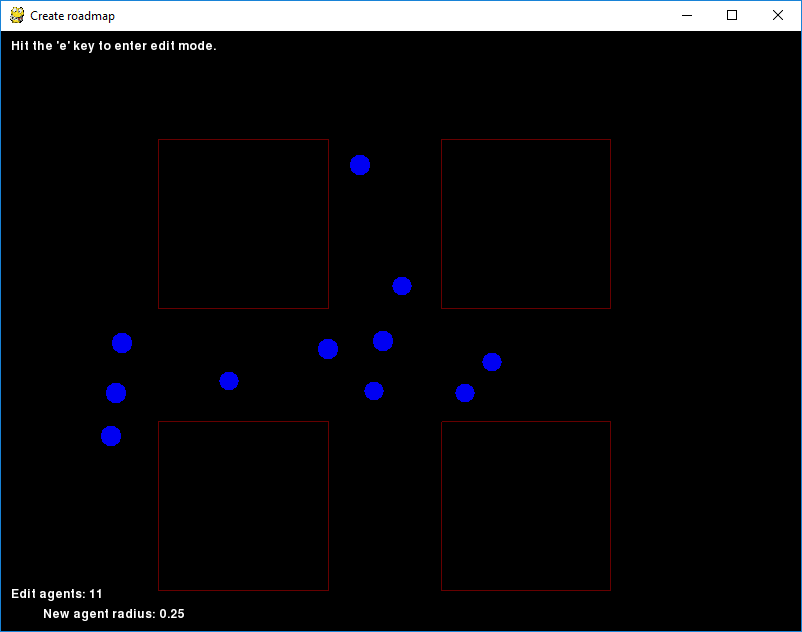 Create roadmap
Hit the 'e' key to enter edit mode.
Edit agents: 11
New agent radius: 0.25